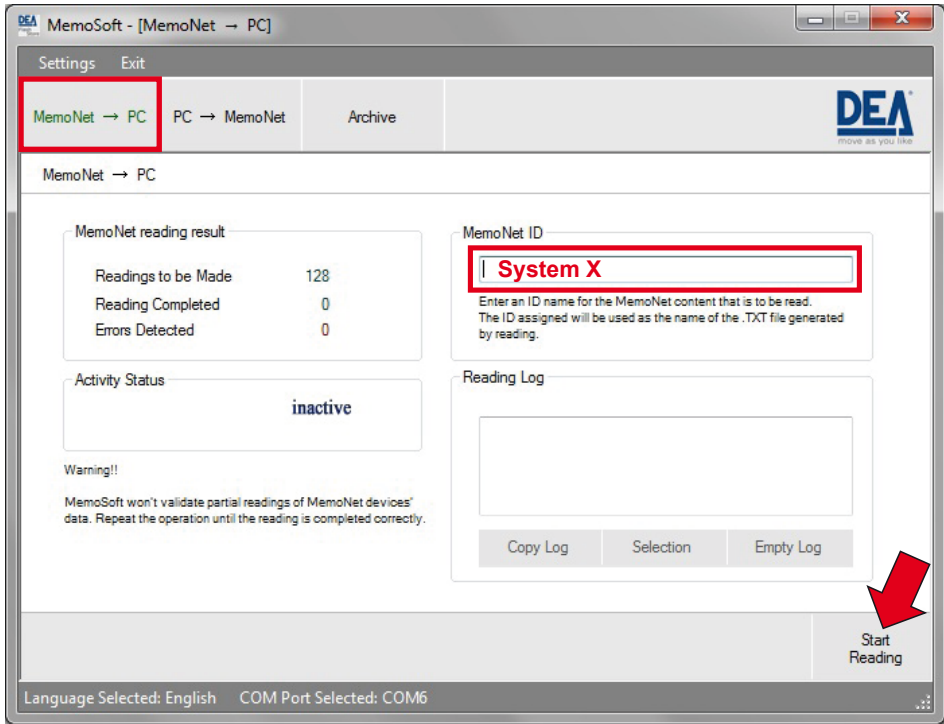 DEA MemoSoft - [MemoNet → PC]
Settings Exit
MemoNet → PC PC → MemoNet Archive
DEA
move as you like
MemoNet → PC
MemoNet reading result
Readings to be Made 128
Reading Completed 0
Errors Detected 0
Activity Status
inactive
Warning!!
MemoSoft won't validate partial readings of MemoNet devices'
data. Repeat the operation until the reading is completed correctly.
MemoNet ID
System X
Enter an ID name for the MemoNet content that is to be read.
The ID assigned will be used as the name of the .TXT file generated
by reading.
Reading Log
Copy Log Selection Empty Log
Start
Reading
Language Selected: English COM Port Selected: COM6